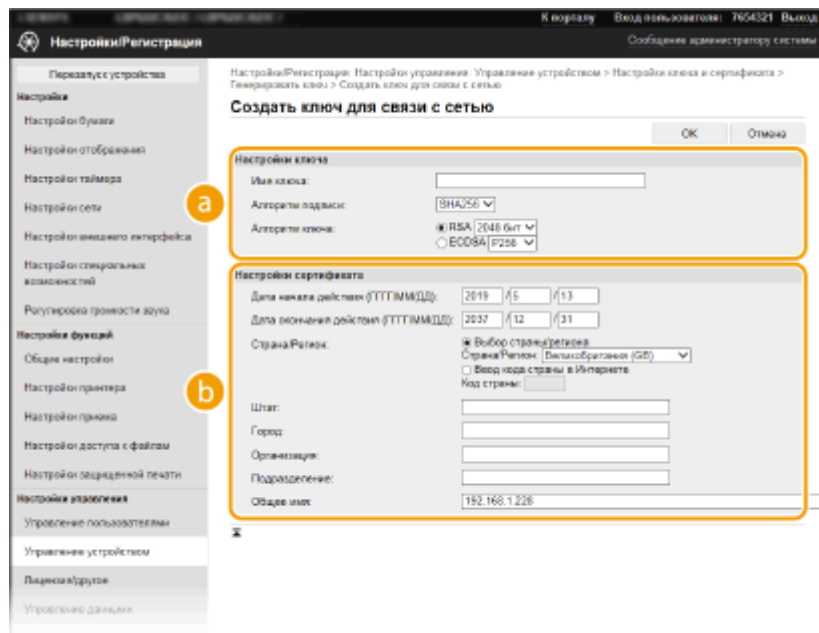 К порталу Вход пользователя: 7654321 Выход
Настройки/Регистрация
Сообщение администратору системы
Перезапуск устройства
Настройки
Настройки бумаги
Настройки отображения
Настройки таймера
Настройки сети
Настройки внешнего интерфейса
Настройки специальных
возможностей
Регулировка громкости звука
Настройки функций
Общие настройки
Настройки принтера
Настройки приема
Настройки доступа к файлам
Настройки защищенной печати
Настройки управления
Управление пользователями
Управление устройством
Лицензия/другое
Управление данными
Настройки/Регистрация: Настройки управления: Управление устройством > Настройки ключа и сертификата >
Генерировать ключ > Создать ключ для связи с сетью
Создать ключ для связи с сетью
OK Отмена
a
Настройки ключа
Имя ключа:
Алгоритм подписи: SHA256
Алгоритм ключа: RSA 2048 бит
ECDSA P256
b
Настройки сертификата
Дата начала действия (ГГГГ/ММ/ДД): 2019 / 5 / 13
Дата окончания действия (ГГГГ/ММ/ДД): 2037 / 12 / 31
Страна/Регион: Выбор страны/региона
Страна/Регион: Великобритания (GB)
Ввод кода страны в Интернете
Код страны:
Штат:
Город:
Организация:
Подразделение:
Общее имя: 192.168.1.228